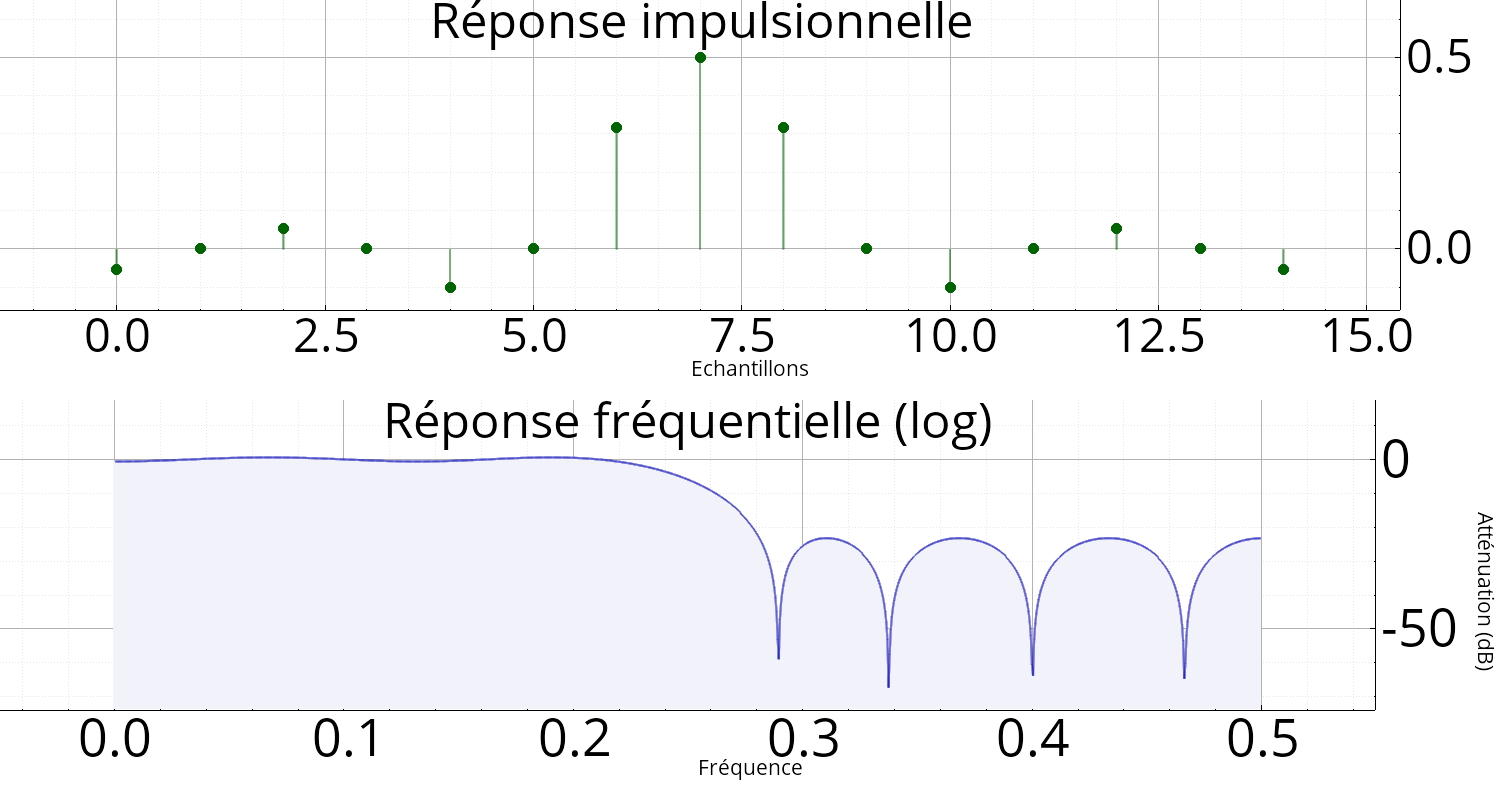 Réponse impulsionnelle
0.5
0.0
0.0 2.5 5.0 7.5 10.0 12.5 15.0
Echantillons
Réponse fréquentielle (log)
0
-50
Atténuation (dB)
0.0 0.1 0.2 0.3 0.4 0.5
Fréquence